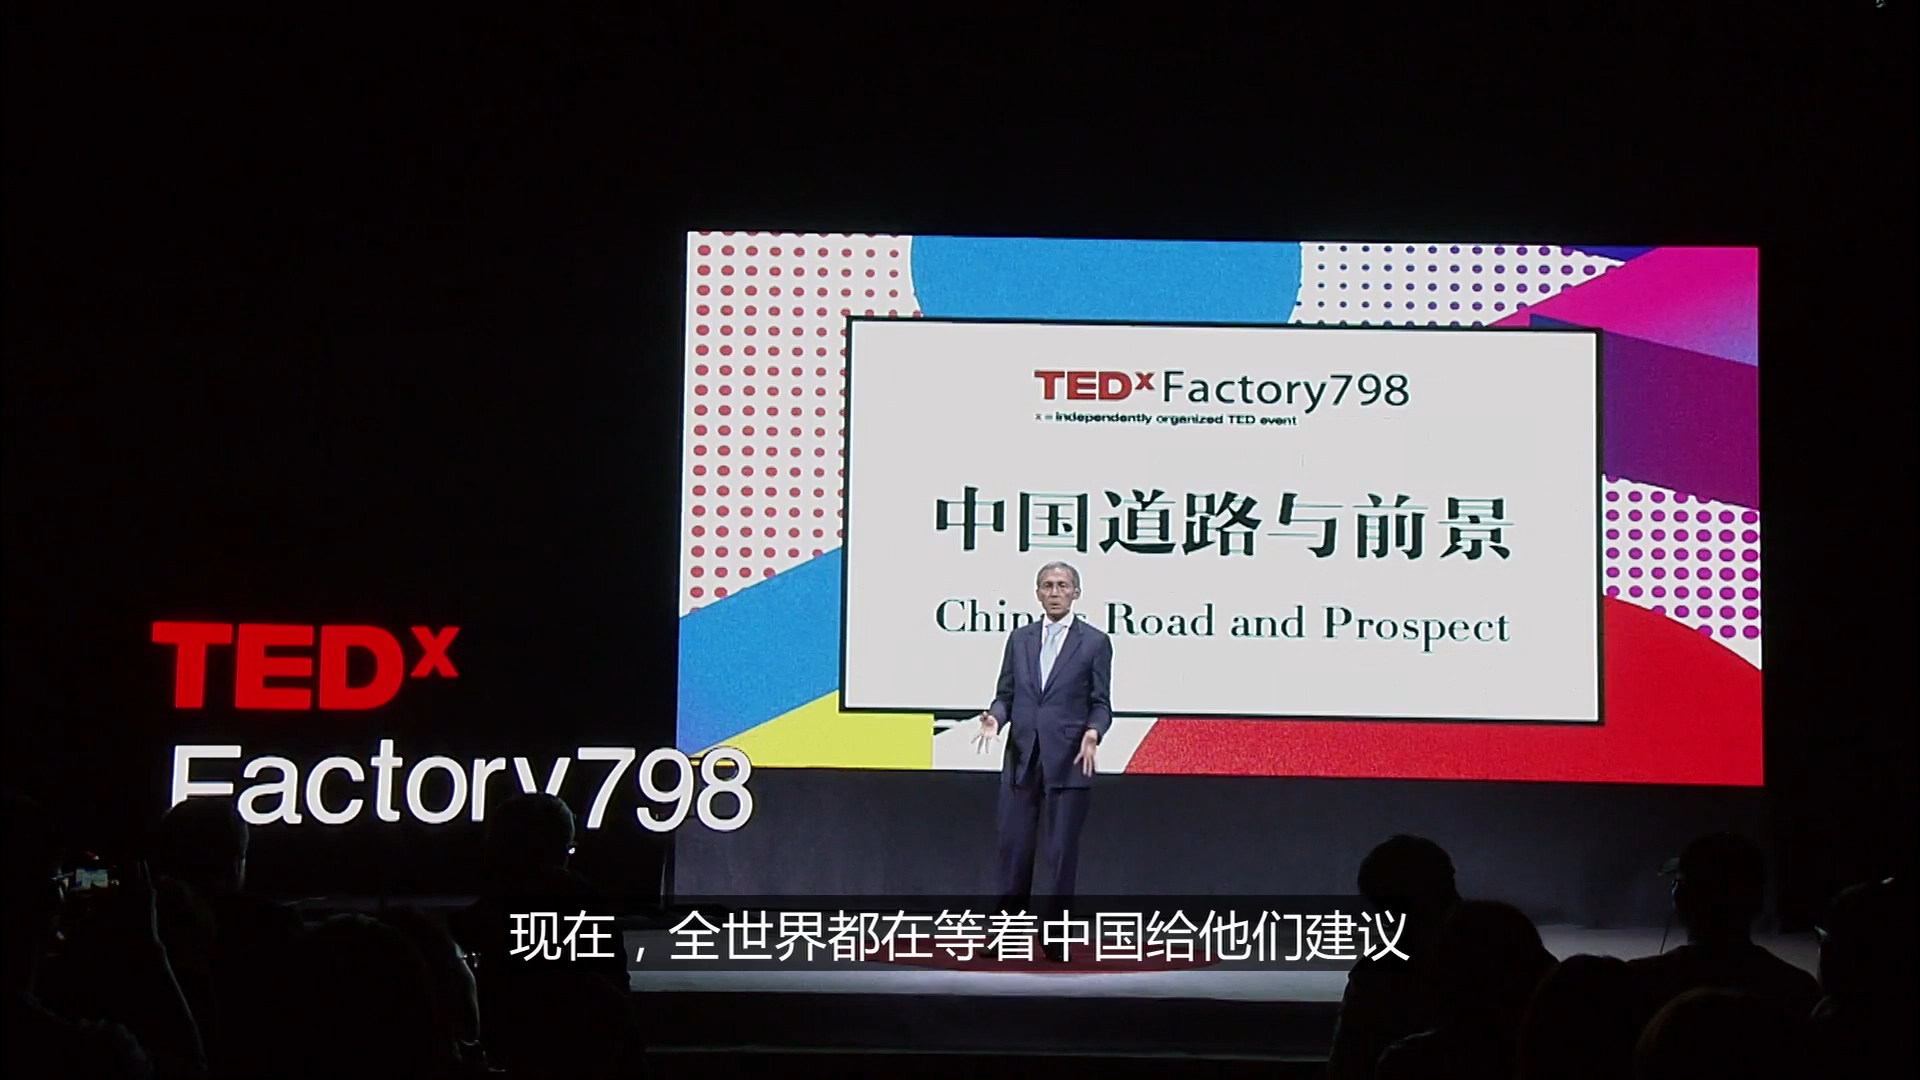 TEDx Factory798
x = independently organized TED event
中国道路与前景
Road and Prospect
TEDx
Factory798
现在，全世界都在等着中国给他们建议